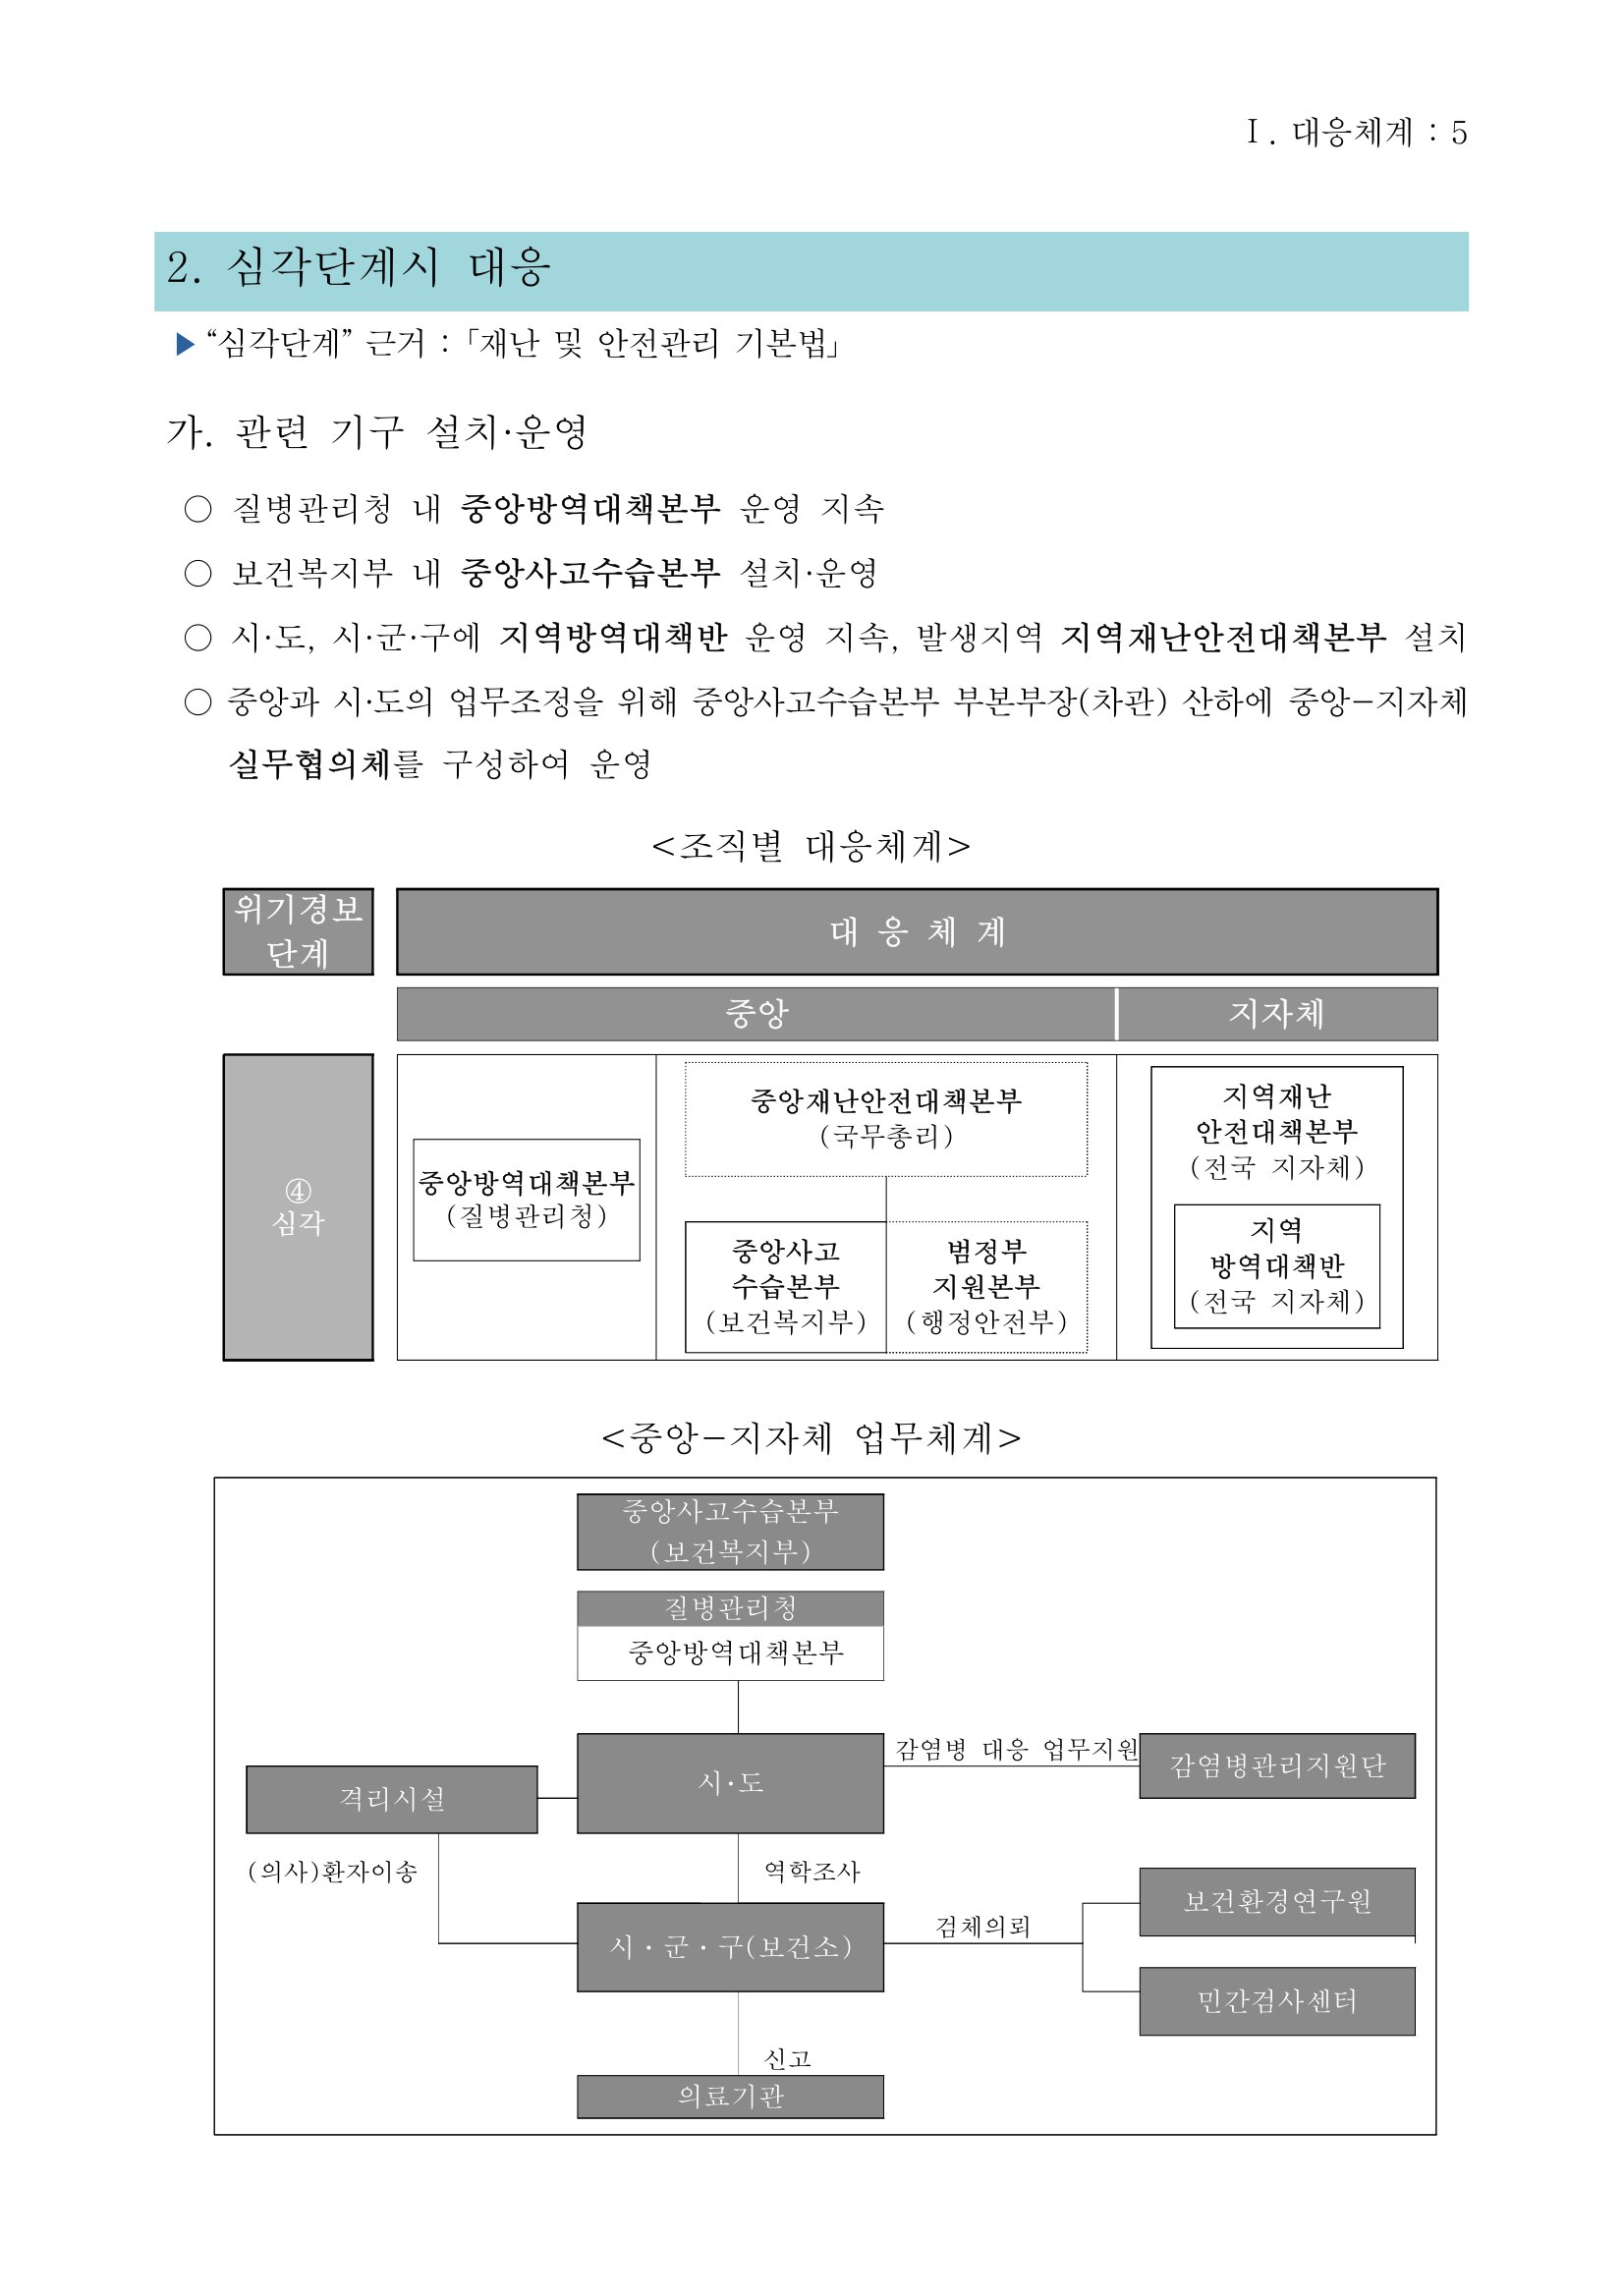 Ⅰ. 대응체계 : 5
2. 심각단계시 대응
▶ “심각단계” 근거 : 「재난 및 안전관리 기본법」
가. 관련 기구 설치·운영
○ 질병관리청 내 중앙방역대책본부 운영 지속
○ 보건복지부 내 중앙사고수습본부 설치·운영
○ 시·도, 시·군·구에 지역방역대책반 운영 지속, 발생지역 지역재난안전대책본부 설치
○ 중앙과 시·도의 업무조정을 위해 중앙사고수습본부 부본부장(차관) 산하에 중앙-지자체
실무협의체를 구성하여 운영
<조직별 대응체계>
위기경보
단계
대 응 체 계
중앙
지자체
④
심각
중앙방역대책본부
(질병관리청)
중앙재난안전대책본부
(국무총리)
중앙사고
수습본부
(보건복지부)
범정부
지원본부
(행정안전부)
지역재난
안전대책본부
(전국 지자체)
지역
방역대책반
(전국 지자체)
<중앙-지자체 업무체계>
중앙사고수습본부
(보건복지부)
질병관리청
중앙방역대책본부
시·도
감염병 대응 업무지원
감염병관리지원단
격리시설
(의사)환자이송
역학조사
시 · 군 · 구(보건소)
검체의뢰
보건환경연구원
민간검사센터
신고
의료기관